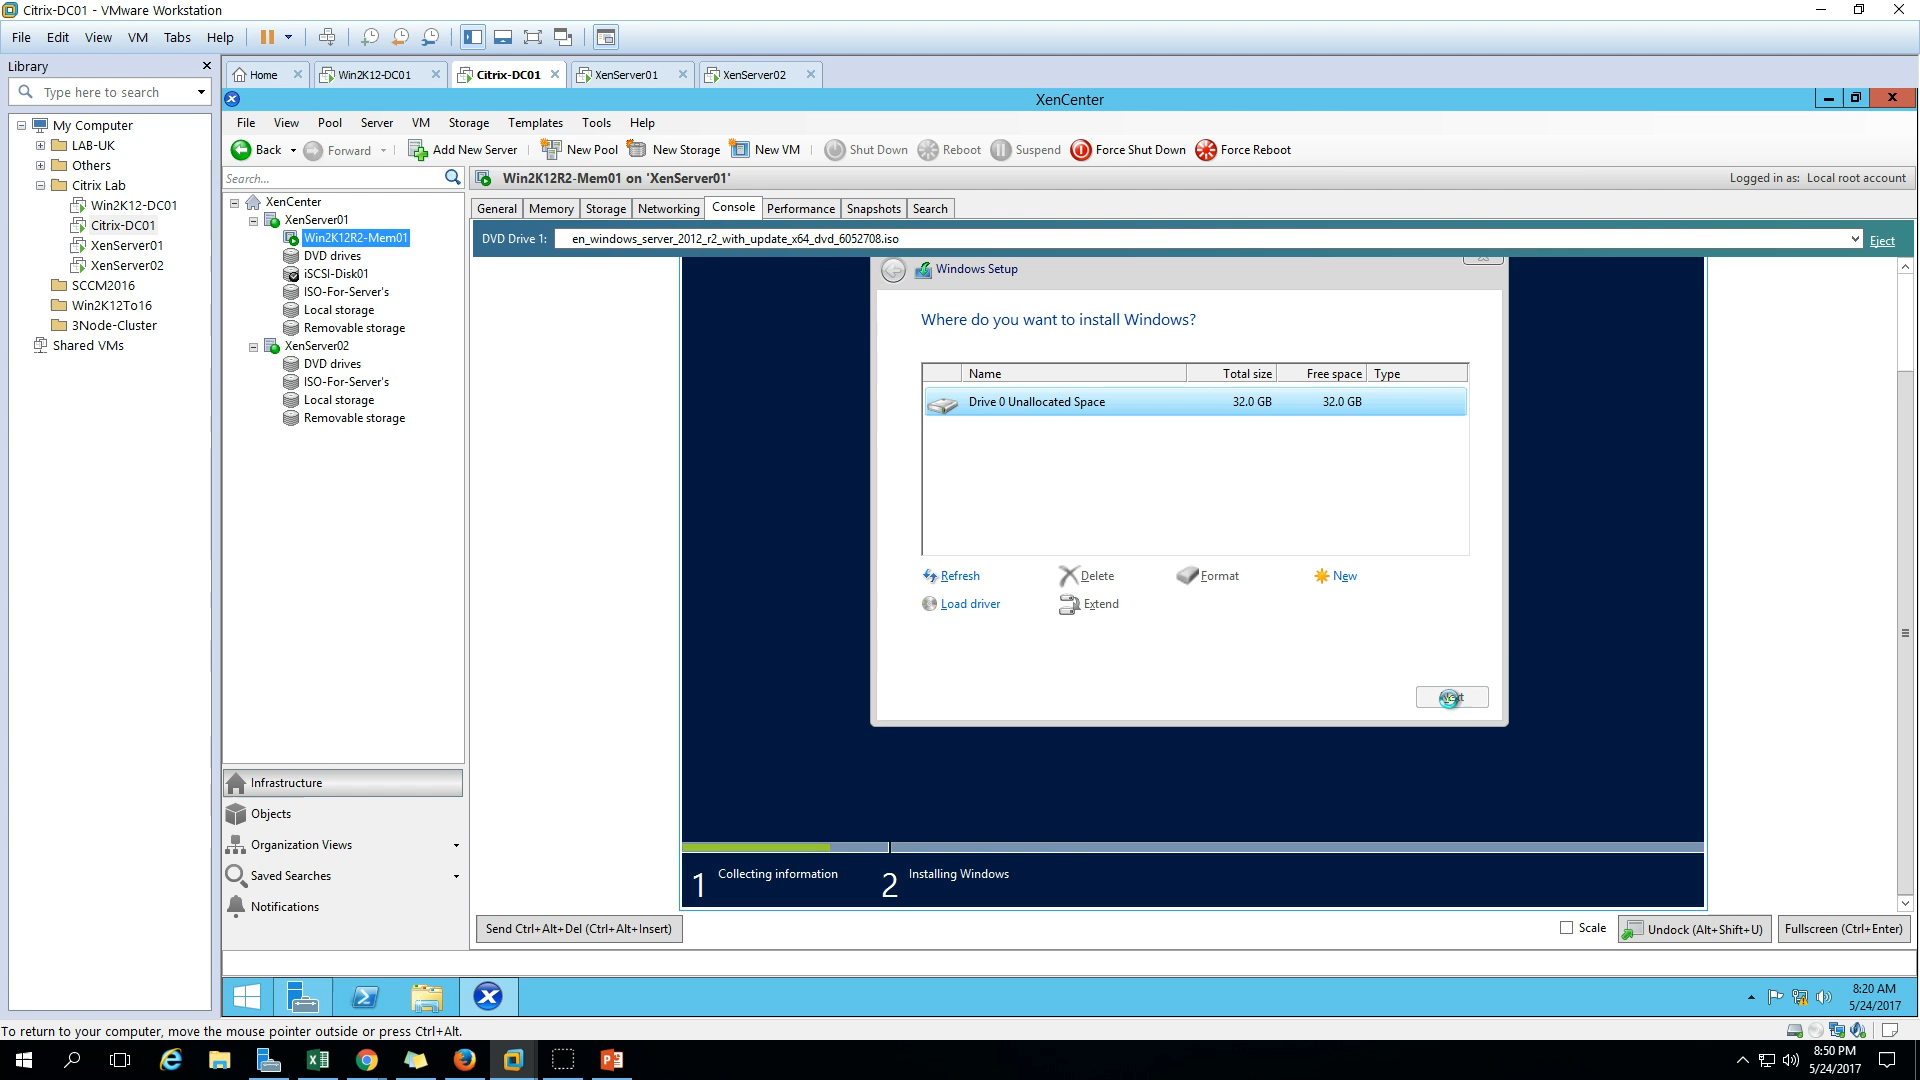 Citrix-DC01 - VMware Workstation
File Edit View VM Tabs Help
Library
Type here to search
My Computer
LAB-UK
Others
Citrix Lab
Win2K12-DC01
Citrix-DC01
XenServer01
XenServer02
SCCM2016
Win2K12To16
3Node-Cluster
Shared VMs
Home Win2K12-DC01 Citrix-DC01 XenServer01 XenServer02
XenCenter
File View Pool Server VM Storage Templates Tools Help
Back Forward Add New Server New Pool New Storage New VM Shut Down Reboot Suspend Force Shut Down Force Reboot
Search...
XenCenter
XenServer01
Win2K12R2-Mem01
DVD drives
iSCSI-Disk01
ISO-For-Server's
Local storage
Removable storage
XenServer02
DVD drives
ISO-For-Server's
Local storage
Removable storage
Infrastructure
Objects
Organization Views
Saved Searches
Notifications
Win2K12R2-Mem01 on 'XenServer01'
Logged in as: Local root account
General Memory Storage Networking Console Performance Snapshots Search
DVD Drive 1: en_windows_server_2012_r2_with_update_x64_dvd_6052708.iso Eject
Windows Setup
Where do you want to install Windows?
Name Total size Free space Type
Drive 0 Unallocated Space 32.0 GB 32.0 GB
Refresh Delete Format New
Load driver Extend
1 Collecting information 2 Installing Windows
Send Ctrl+Alt+Del (Ctrl+Alt+Insert)
Scale Undock (Alt+Shift+U) Fullscreen (Ctrl+Enter)
8:20 AM
5/24/2017
To return to your computer, move the mouse pointer outside or press Ctrl+Alt.
8:50 PM
5/24/2017